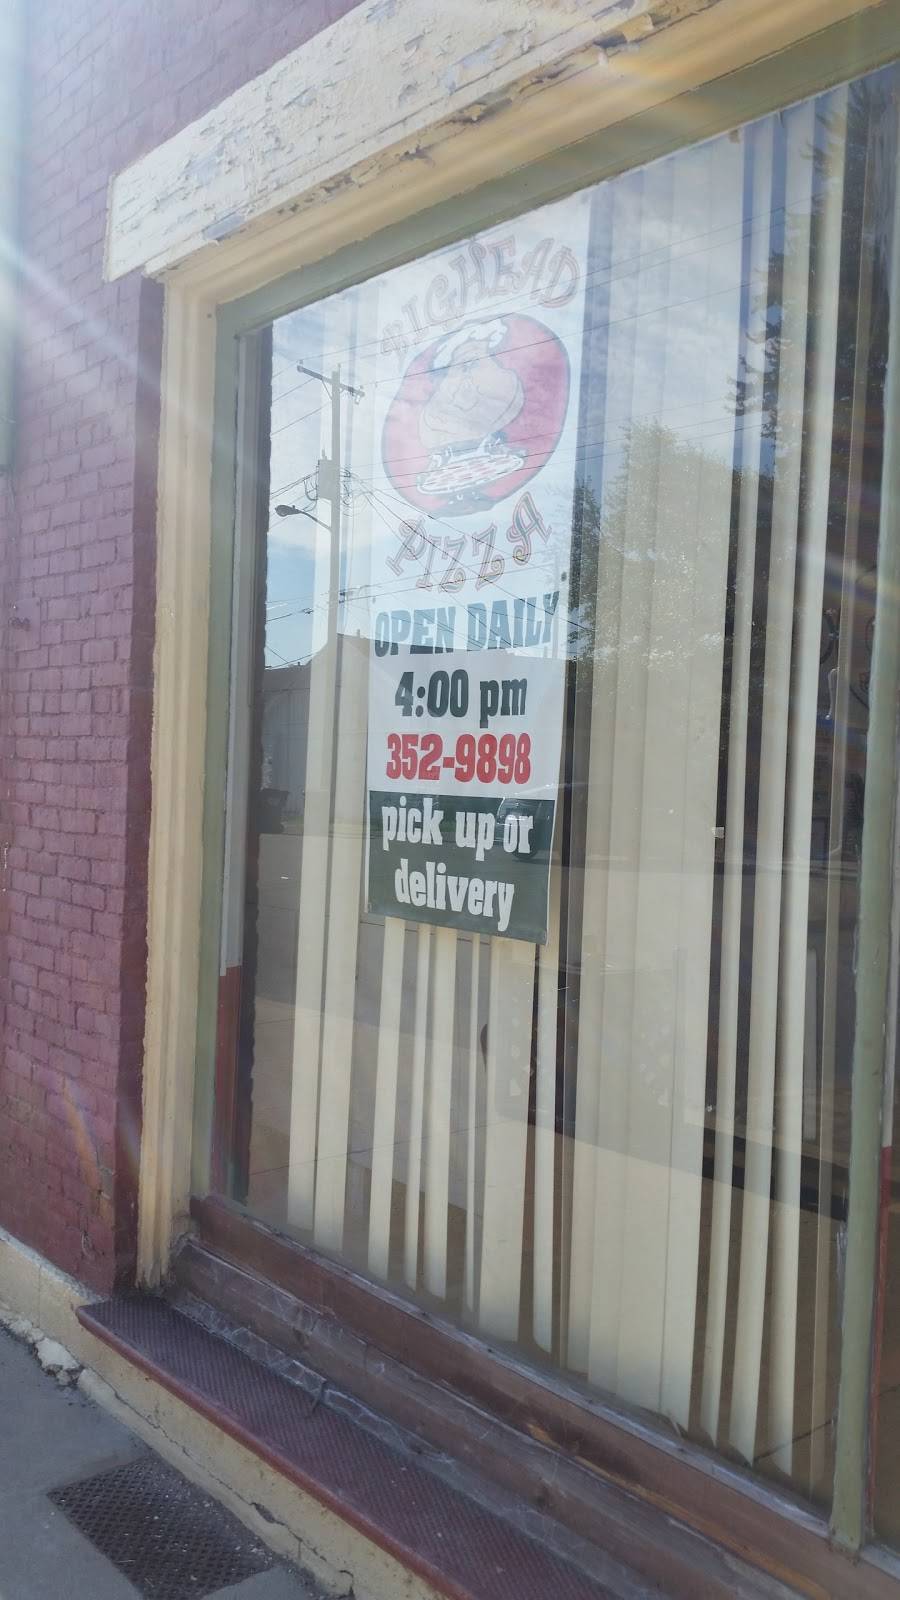 BIGHEAD
PIZZA
OPEN DAILY
4:00 pm
352-9898
pick up or
delivery